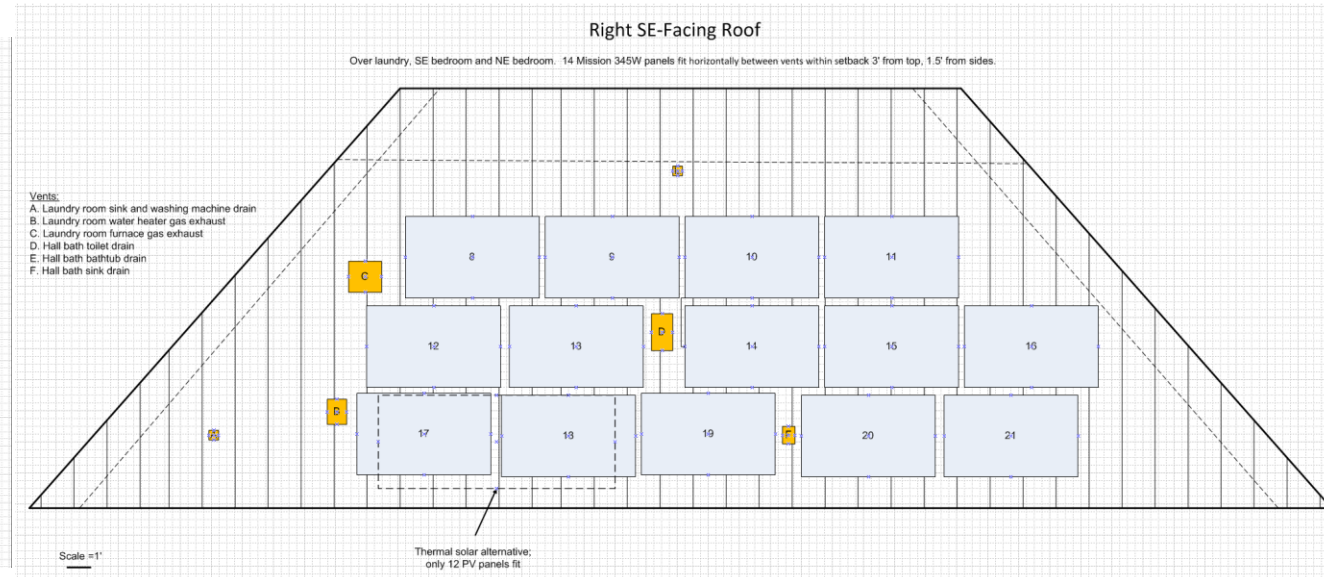 Right SE-Facing Roof
Over laundry, SE bedroom and NE bedroom. 14 Mission 345W panels fit horizontally between vents within setback 3' from top, 1.5' from sides.
Vents:
A. Laundry room sink and washing machine drain
B. Laundry room water heater gas exhaust
C. Laundry room furnace gas exhaust
D. Hall bath toilet drain
E. Hall bath bathtub drain
F. Hall bath sink drain
E
8
9
10
11
C
12
13
D
14
15
16
A
B
17
18
19
F
20
21
Thermal solar alternative;
only 12 PV panels fit
Scale =1'